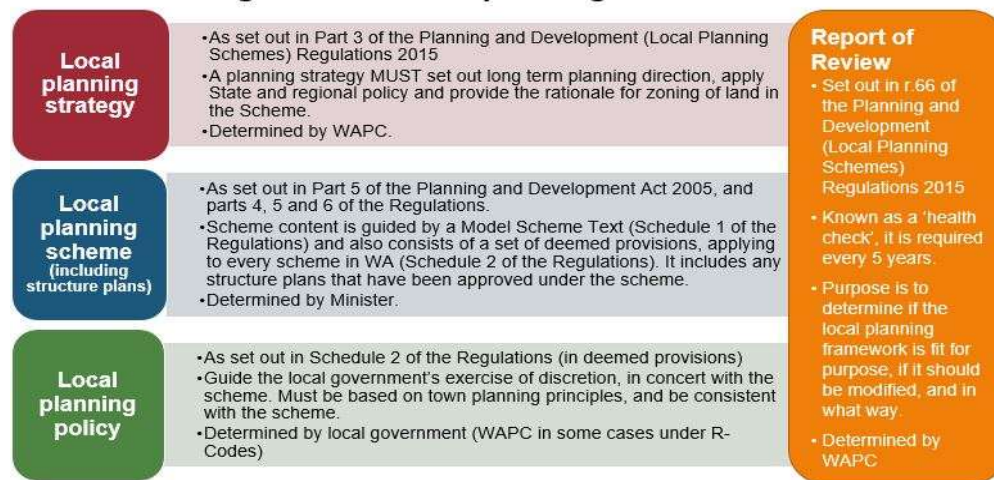 Local
planning
strategy
•As set out in Part 3 of the Planning and Development (Local Planning
Schemes) Regulations 2015
•A planning strategy MUST set out long term planning direction, apply
State and regional policy and provide the rationale for zoning of land in
the Scheme.
•Determined by WAPC.
Local
planning
scheme
(including
structure plans)
•As set out in Part 5 of the Planning and Development Act 2005, and
parts 4, 5 and 6 of the Regulations.
•Scheme content is guided by a Model Scheme Text (Schedule 1 of the
Regulations) and also consists of a set of deemed provisions, applying
to every scheme in WA (Schedule 2 of the Regulations). It includes any
structure plans that have been approved under the scheme.
•Determined by Minister.
Local
planning
policy
•As set out in Schedule 2 of the Regulations (in deemed provisions)
•Guide the local government's exercise of discretion, in concert with the
scheme. Must be based on town planning principles, and be consistent
with the scheme.
•Determined by local government (WAPC in some cases under R-
Codes)
Report of
Review
• Set out in r.66 of
the Planning and
Development
(Local Planning
Schemes)
Regulations 2015
• Known as a 'health
check', it is required
every 5 years.
• Purpose is to
determine if the
local planning
framework is fit for
purpose, if it should
be modified, and in
what way.
• Determined by
WAPC